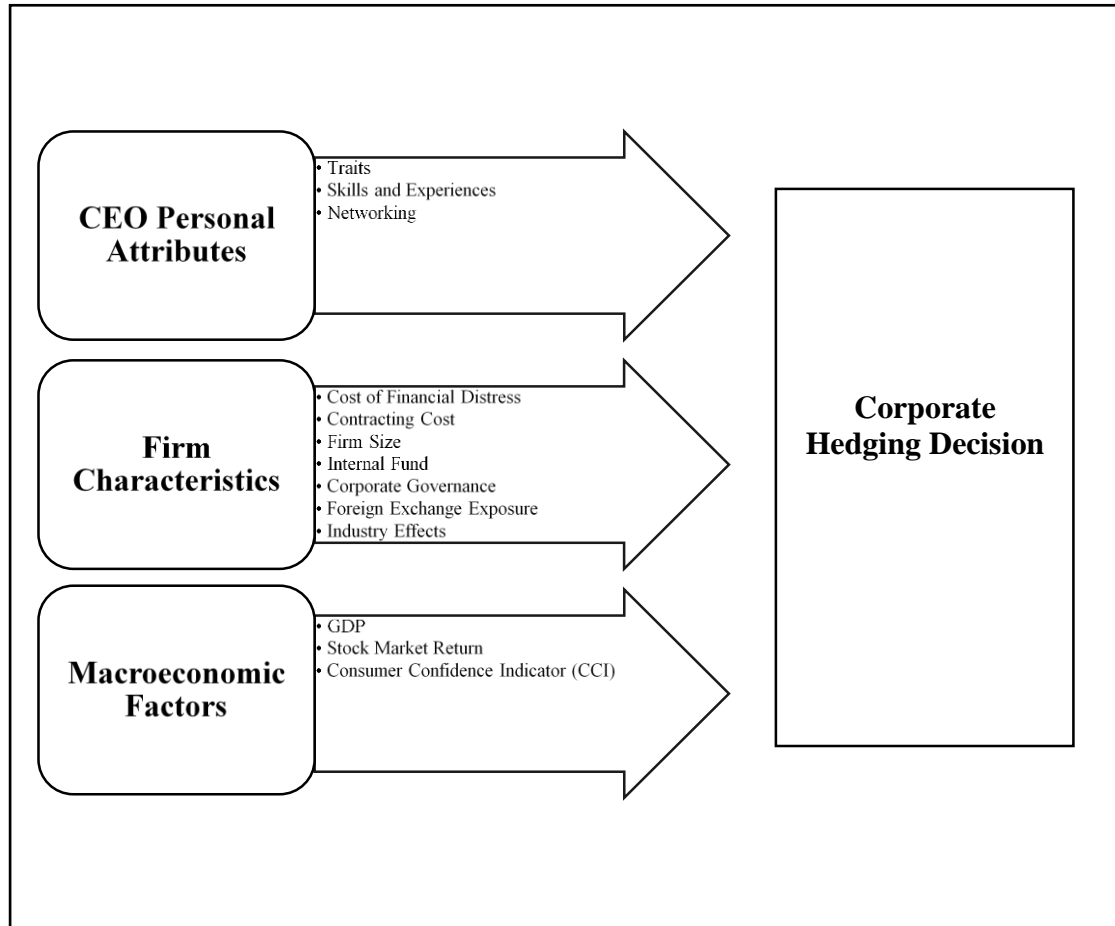 CEO Personal
Attributes
• Traits
• Skills and Experiences
• Networking
Firm
Characteristics
• Cost of Financial Distress
• Contracting Cost
• Firm Size
• Internal Fund
• Corporate Governance
• Foreign Exchange Exposure
• Industry Effects
Macroeconomic
Factors
• GDP
• Stock Market Return
• Consumer Confidence Indicator (CCI)
Corporate
Hedging Decision